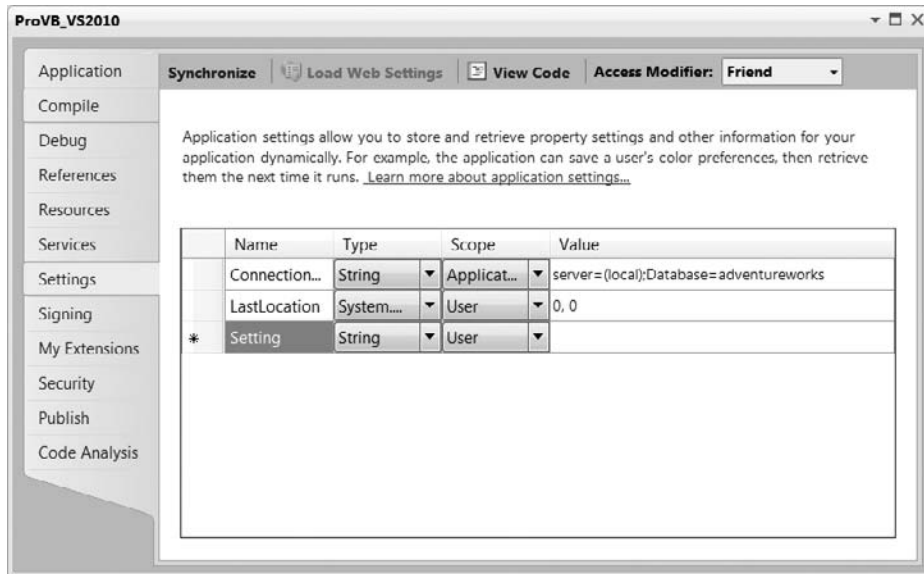 ProVB_VS2010
Application
Compile
Debug
References
Resources
Services
Settings
Signing
My Extensions
Security
Publish
Code Analysis
Synchronize Load Web Settings View Code Access Modifier: Friend
Application settings allow you to store and retrieve property settings and other information for your
application dynamically. For example, the application can save a user's color preferences, then retrieve
them the next time it runs. Learn more about application settings...
Name Type Scope Value
Connection... String Applicat... server=(local);Database=adventureworks
LastLocation System.... User 0, 0
* Setting String User